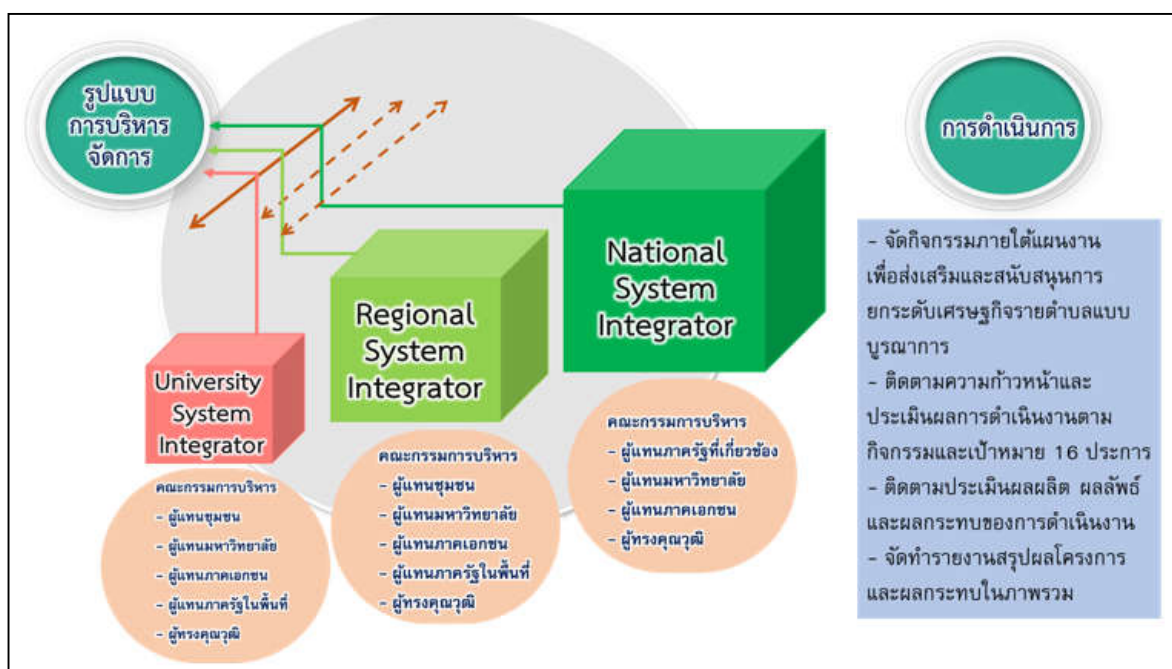 รูปแบบ
การบริหาร
จัดการ
University
System
Integrator
Regional
System
Integrator
National
System
Integrator
คณะกรรมการบริหาร
- ผู้แทนชุมชน
- ผู้แทนมหาวิทยาลัย
- ผู้แทนภาคเอกชน
- ผู้แทนภาครัฐในพื้นที่
- ผู้ทรงคุณวุฒิ
คณะกรรมการบริหาร
- ผู้แทนชุมชน
- ผู้แทนมหาวิทยาลัย
- ผู้แทนภาคเอกชน
- ผู้แทนภาครัฐในพื้นที่
- ผู้ทรงคุณวุฒิ
คณะกรรมการบริหาร
- ผู้แทนภาครัฐที่เกี่ยวข้อง
- ผู้แทนมหาวิทยาลัย
- ผู้แทนภาคเอกชน
- ผู้ทรงคุณวุฒิ
การดำเนินการ
- จัดกิจกรรมภายใต้แผนงาน
เพื่อส่งเสริมและสนับสนุนการ
ยกระดับเศรษฐกิจรายตำบลแบบ
บูรณาการ
- ติดตามความก้าวหน้าและ
ประเมินผลการดำเนินงานตาม
กิจกรรมและเป้าหมาย 16 ประการ
- ติดตามประเมินผลผลิต ผลลัพธ์
และผลกระทบของการดำเนินงาน
- จัดทำรายงานสรุปผลโครงการ
และผลกระทบในภาพรวม